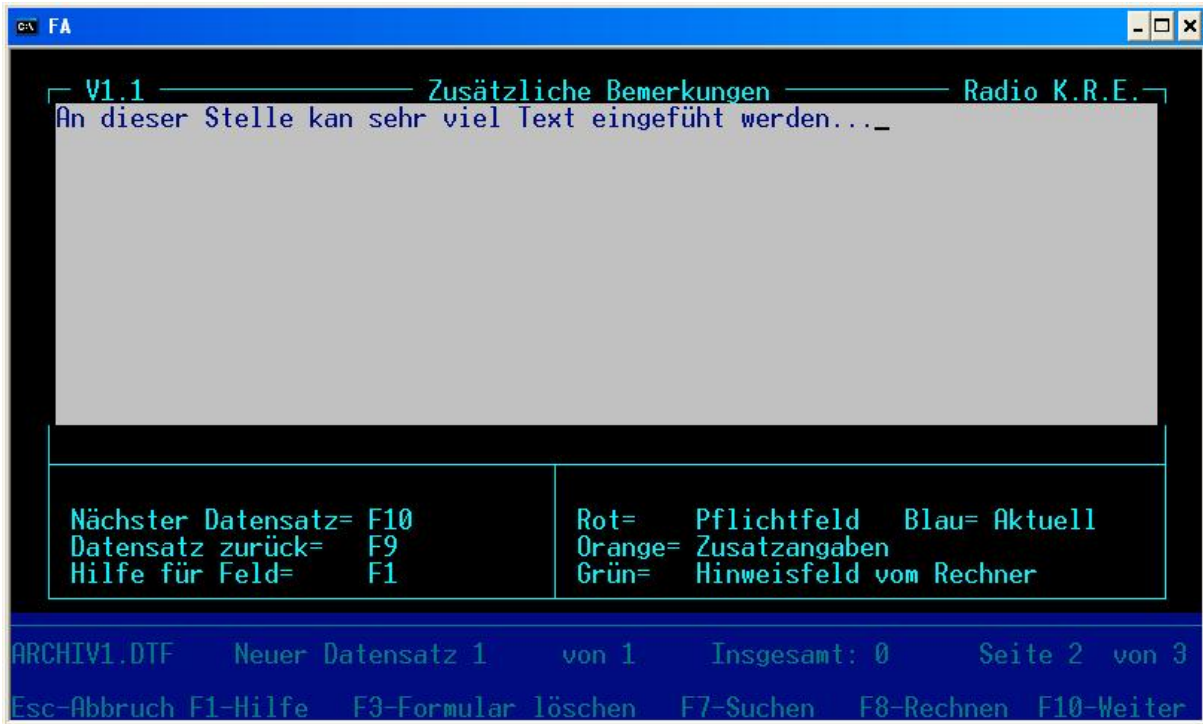 FA
V1.1 Zusätzliche Bemerkungen Radio K.R.E.
An dieser Stelle kan sehr viel Text eingefüht werden..._
Nächster Datensatz= F10 Rot= Pflichtfeld Blau= Aktuell
Datensatz zurück= F9 Orange= Zusatzangaben
Hilfe für Feld= F1 Grün= Hinweisfeld vom Rechner
ARCHIV1.DTF Neuer Datensatz 1 von 1 Insgesamt: 0 Seite 2 von 3
Esc-Abbruch F1-Hilfe F3-Formular löschen F7-Suchen F8-Rechnen F10-Weiter